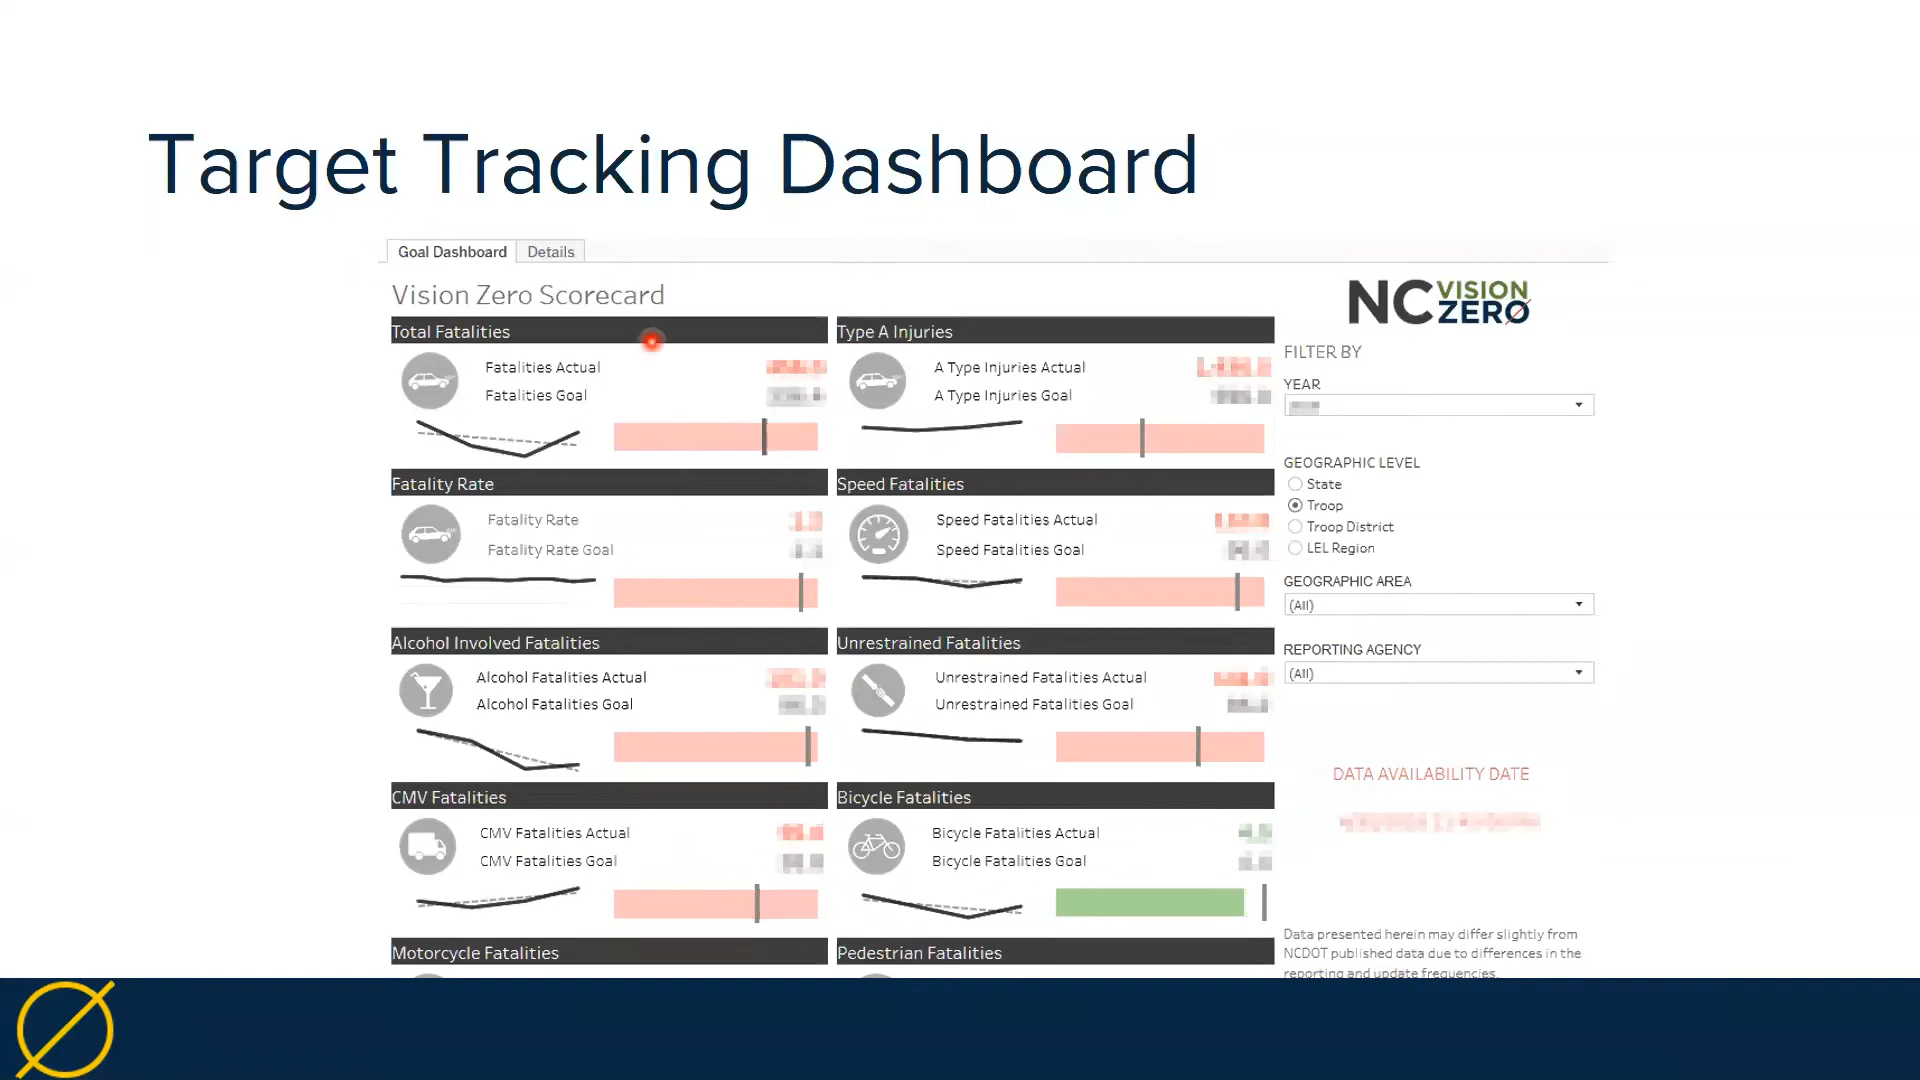 Target Tracking Dashboard
Goal Dashboard
Details
Vision Zero Scorecard
Total Fatalities
Fatalities Actual
Fatalities Goal
Type A Injuries
A Type Injuries Actual
A Type Injuries Goal
Fatality Rate
Fatality Rate
Fatality Rate Goal
Speed Fatalities
Speed Fatalities Actual
Speed Fatalities Goal
Alcohol Involved Fatalities
Alcohol Fatalities Actual
Alcohol Fatalities Goal
Unrestrained Fatalities
Unrestrained Fatalities Actual
Unrestrained Fatalities Goal
CMV Fatalities
CMV Fatalities Actual
CMV Fatalities Goal
Bicycle Fatalities
Bicycle Fatalities Actual
Bicycle Fatalities Goal
Motorcycle Fatalities
Pedestrian Fatalities
NC VISION
ZERO
FILTER BY
YEAR
GEOGRAPHIC LEVEL
State
Troop
Troop District
LEL Region
GEOGRAPHIC AREA
(All)
REPORTING AGENCY
(All)
DATA AVAILABILITY DATE
Data presented herein may differ slightly from
NCDOT published data due to differences in the
reporting and update frequencies.